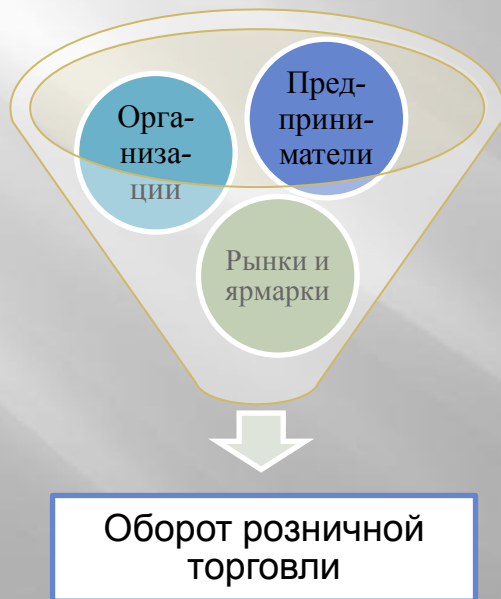 Орга-
низа-
ции
Пред-
прини-
матели
Рынки и
ярмарки
Оборот розничной
торговли